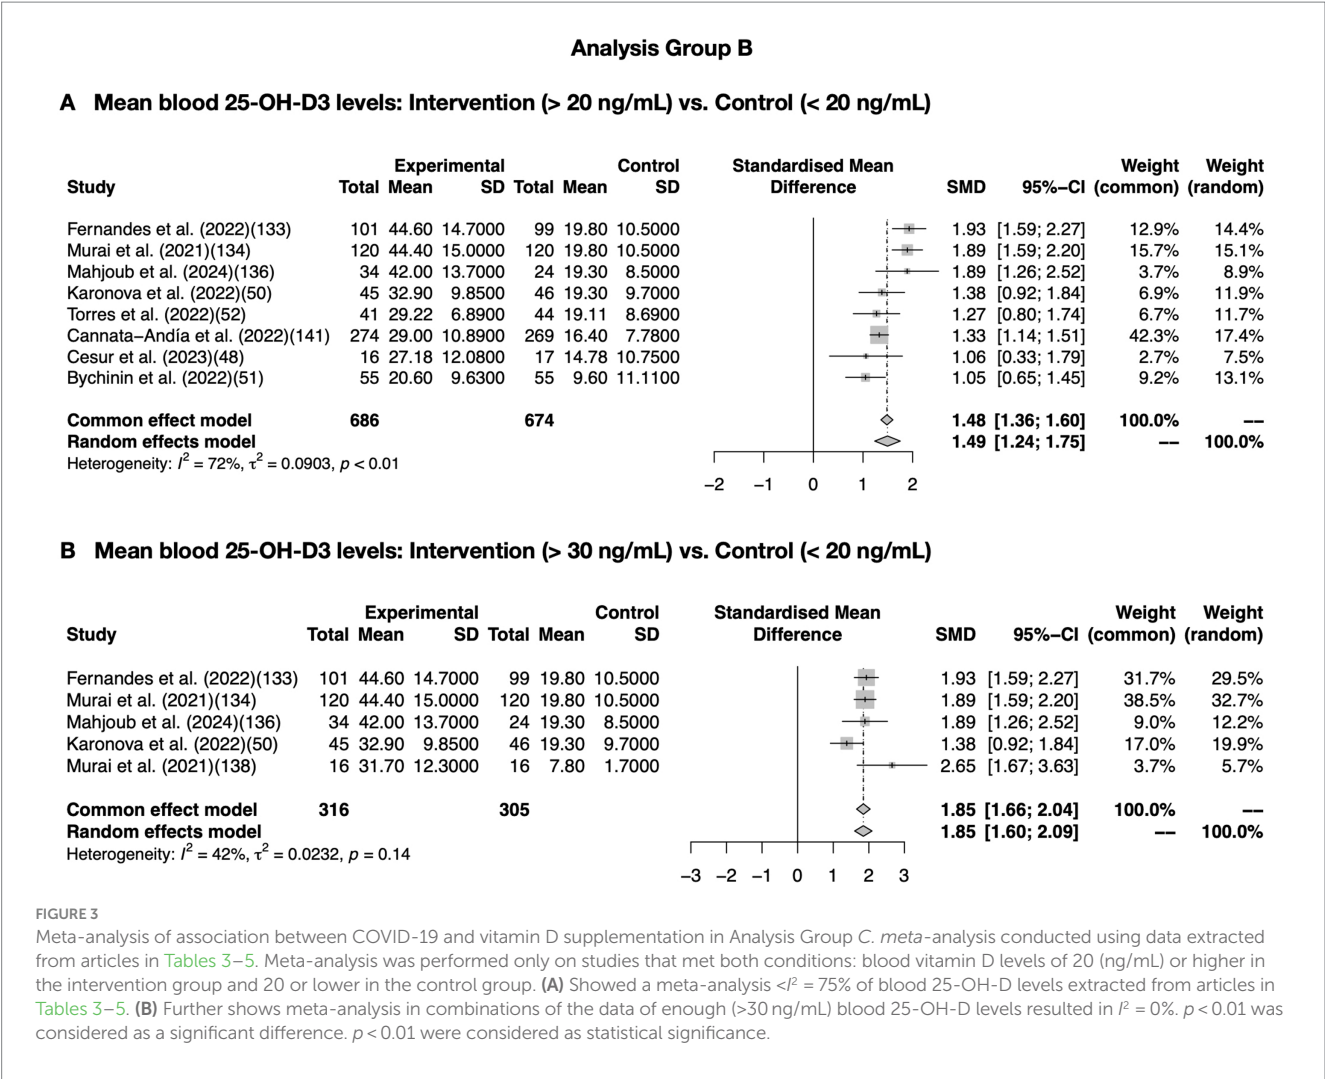 Analysis Group B
A Mean blood 25-OH-D3 levels: Intervention (> 20 ng/mL) vs. Control (< 20 ng/mL)
Experimental Control Standardised Mean Weight Weight
Study Total Mean SD Total Mean SD Difference SMD 95%–CI (common) (random)
Fernandes et al. (2022)(133) 101 44.60 14.7000 99 19.80 10.5000 1.93 [1.59; 2.27] 12.9% 14.4%
Murai et al. (2021)(134) 120 44.40 15.0000 120 19.80 10.5000 1.89 [1.59; 2.20] 15.7% 15.1%
Mahjoub et al. (2024)(136) 34 42.00 13.7000 24 19.30 8.5000 1.89 [1.26; 2.52] 3.7% 8.9%
Karonova et al. (2022)(50) 45 32.90 9.8500 46 19.30 9.7000 1.38 [0.92; 1.84] 6.9% 11.9%
Torres et al. (2022)(52) 41 29.22 6.8900 44 19.11 8.6900 1.27 [0.80; 1.74] 6.7% 11.7%
Cannata–Andía et al. (2022)(141) 274 29.00 10.8900 269 16.40 7.7800 1.33 [1.14; 1.51] 42.3% 17.4%
Cesur et al. (2023)(48) 16 27.18 12.0800 17 14.78 10.7500 1.06 [0.33; 1.79] 2.7% 7.5%
Bychinin et al. (2022)(51) 55 20.60 9.6300 55 9.60 11.1100 1.05 [0.65; 1.45] 9.2% 13.1%
Common effect model 686 674 1.48 [1.36; 1.60] 100.0% ––
Random effects model 1.49 [1.24; 1.75] –– 100.0%
Heterogeneity: I² = 72%, τ² = 0.0903, p < 0.01
−2 −1 0 1 2
B Mean blood 25-OH-D3 levels: Intervention (> 30 ng/mL) vs. Control (< 20 ng/mL)
Experimental Control Standardised Mean Weight Weight
Study Total Mean SD Total Mean SD Difference SMD 95%–CI (common) (random)
Fernandes et al. (2022)(133) 101 44.60 14.7000 99 19.80 10.5000 1.93 [1.59; 2.27] 31.7% 29.5%
Murai et al. (2021)(134) 120 44.40 15.0000 120 19.80 10.5000 1.89 [1.59; 2.20] 38.5% 32.7%
Mahjoub et al. (2024)(136) 34 42.00 13.7000 24 19.30 8.5000 1.89 [1.26; 2.52] 9.0% 12.2%
Karonova et al. (2022)(50) 45 32.90 9.8500 46 19.30 9.7000 1.38 [0.92; 1.84] 17.0% 19.9%
Murai et al. (2021)(138) 16 31.70 12.3000 16 7.80 1.7000 2.65 [1.67; 3.63] 3.7% 5.7%
Common effect model 316 305 1.85 [1.66; 2.04] 100.0% ––
Random effects model 1.85 [1.60; 2.09] –– 100.0%
Heterogeneity: I² = 42%, τ² = 0.0232, p = 0.14
−3 −2 −1 0 1 2 3
FIGURE 3
Meta-analysis of association between COVID-19 and vitamin D supplementation in Analysis Group C. meta-analysis conducted using data extracted
from articles in Tables 3–5. Meta-analysis was performed only on studies that met both conditions: blood vitamin D levels of 20 (ng/mL) or higher in
the intervention group and 20 or lower in the control group. (A) Showed a meta-analysis <I² = 75% of blood 25-OH-D levels extracted from articles in
Tables 3–5. (B) Further shows meta-analysis in combinations of the data of enough (>30 ng/mL) blood 25-OH-D levels resulted in I² = 0%. p < 0.01 was
considered as a significant difference. p < 0.01 were considered as statistical significance.